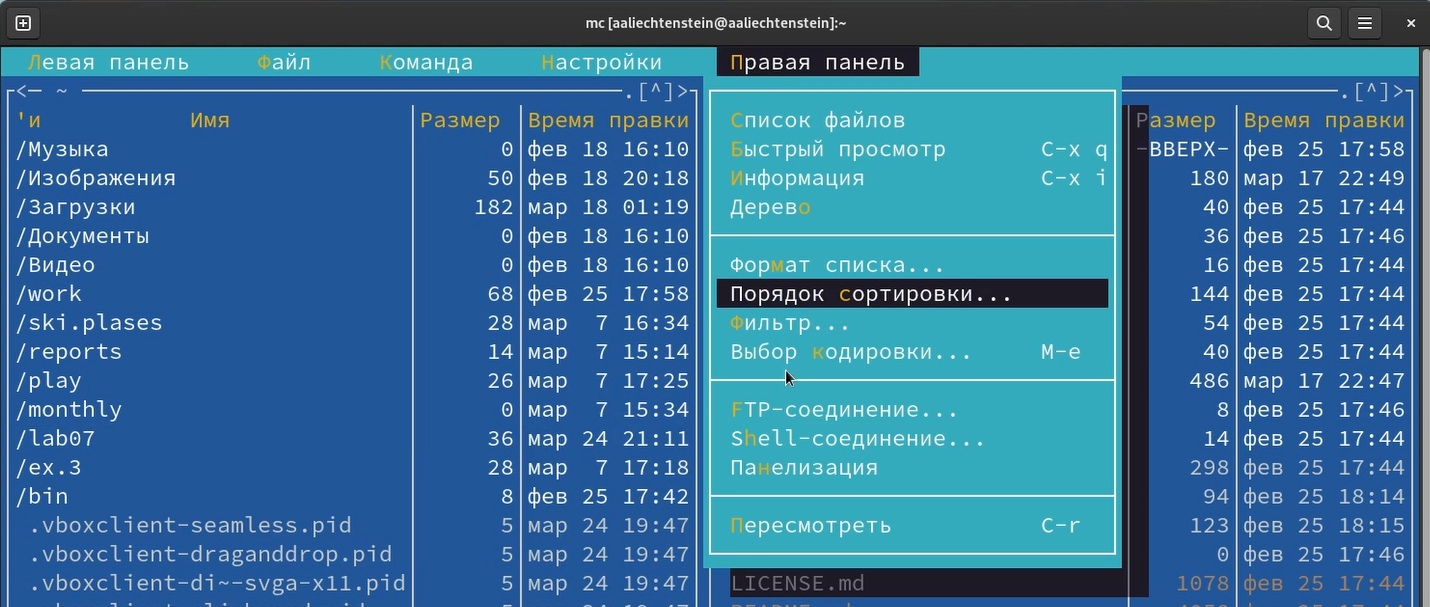 mc [aaliechtenstein@aaliechtenstein]:~
Левая панель Файл Команда Настройки Правая панель
<— ~ .[^]> .[^]>
'и Имя Размер Время правки Размер Время правки
Список файлов
/Музыка 0 фев 18 16:10 Быстрый просмотр C-x q -ВВЕРХ- фев 25 17:58
/Изображения 50 фев 18 20:18 Информация C-x i 180 мар 17 22:49
/Загрузки 182 мар 18 01:19 Дерево 40 фев 25 17:44
/Документы 0 фев 18 16:10 36 фев 25 17:46
/Видео 0 фев 18 16:10 Формат списка... 16 фев 25 17:44
/work 68 фев 25 17:58 Порядок сортировки... 144 фев 25 17:44
/ski.plases 28 мар 7 16:34 Фильтр... 54 фев 25 17:44
/reports 14 мар 7 15:14 Выбор кодировки... M-e 40 фев 25 17:44
/play 26 мар 7 17:25 486 мар 17 22:47
/monthly 0 мар 7 15:34 FTP-соединение... 8 фев 25 17:46
/lab07 36 мар 24 21:11 Shell-соединение... 14 фев 25 17:44
/ex.3 28 мар 7 17:18 Панелизация 298 фев 25 17:44
/bin 8 фев 25 17:42 94 фев 25 18:14
.vboxclient-seamless.pid 5 мар 24 19:47 Пересмотреть C-r 123 фев 25 18:15
.vboxclient-draganddrop.pid 5 мар 24 19:47 0 фев 25 17:46
.vboxclient-di~-svga-x11.pid 5 мар 24 19:47 LICENSE.md 1078 фев 25 17:44